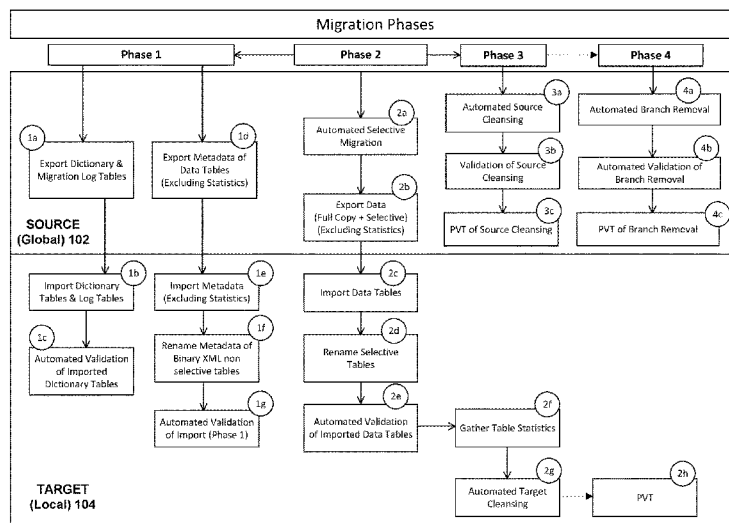 Migration Phases
Phase 1
Phase 2
Phase 3
Phase 4
1a
Export Dictionary &
Migration Log Tables
1d
Export Metadata of
Data Tables
(Excluding Statistics)
2a
Automated Selective
Migration
2b
Export Data
(Full Copy + Selective)
(Excluding Statistics)
3a
Automated Source
Cleansing
3b
Validation of Source
Cleansing
3c
PVT of Source Cleansing
4a
Automated Branch Removal
4b
Automated Validation of
Branch Removal
4c
PVT of Branch Removal
SOURCE
(Global) 102
1b
Import Dictionary
Tables & Log Tables
1c
Automated Validation
of Imported
Dictionary Tables
1e
Import Metadata
(Excluding Statistics)
1f
Rename Metadata of
Binary XML non
selective tables
1g
Automated Validation
of Import (Phase 1)
2c
Import Data Tables
2d
Rename Selective
Tables
2e
Automated Validation
of Imported Data Tables
2f
Gather Table Statistics
2g
Automated Target
Cleansing
2h
PVT
TARGET
(Local) 104